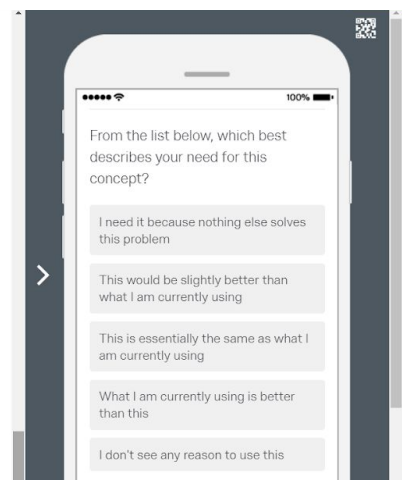 100%
From the list below, which best
describes your need for this
concept?
I need it because nothing else solves
this problem
This would be slightly better than
what I am currently using
This is essentially the same as what I
am currently using
What I am currently using is better
than this
I don't see any reason to use this